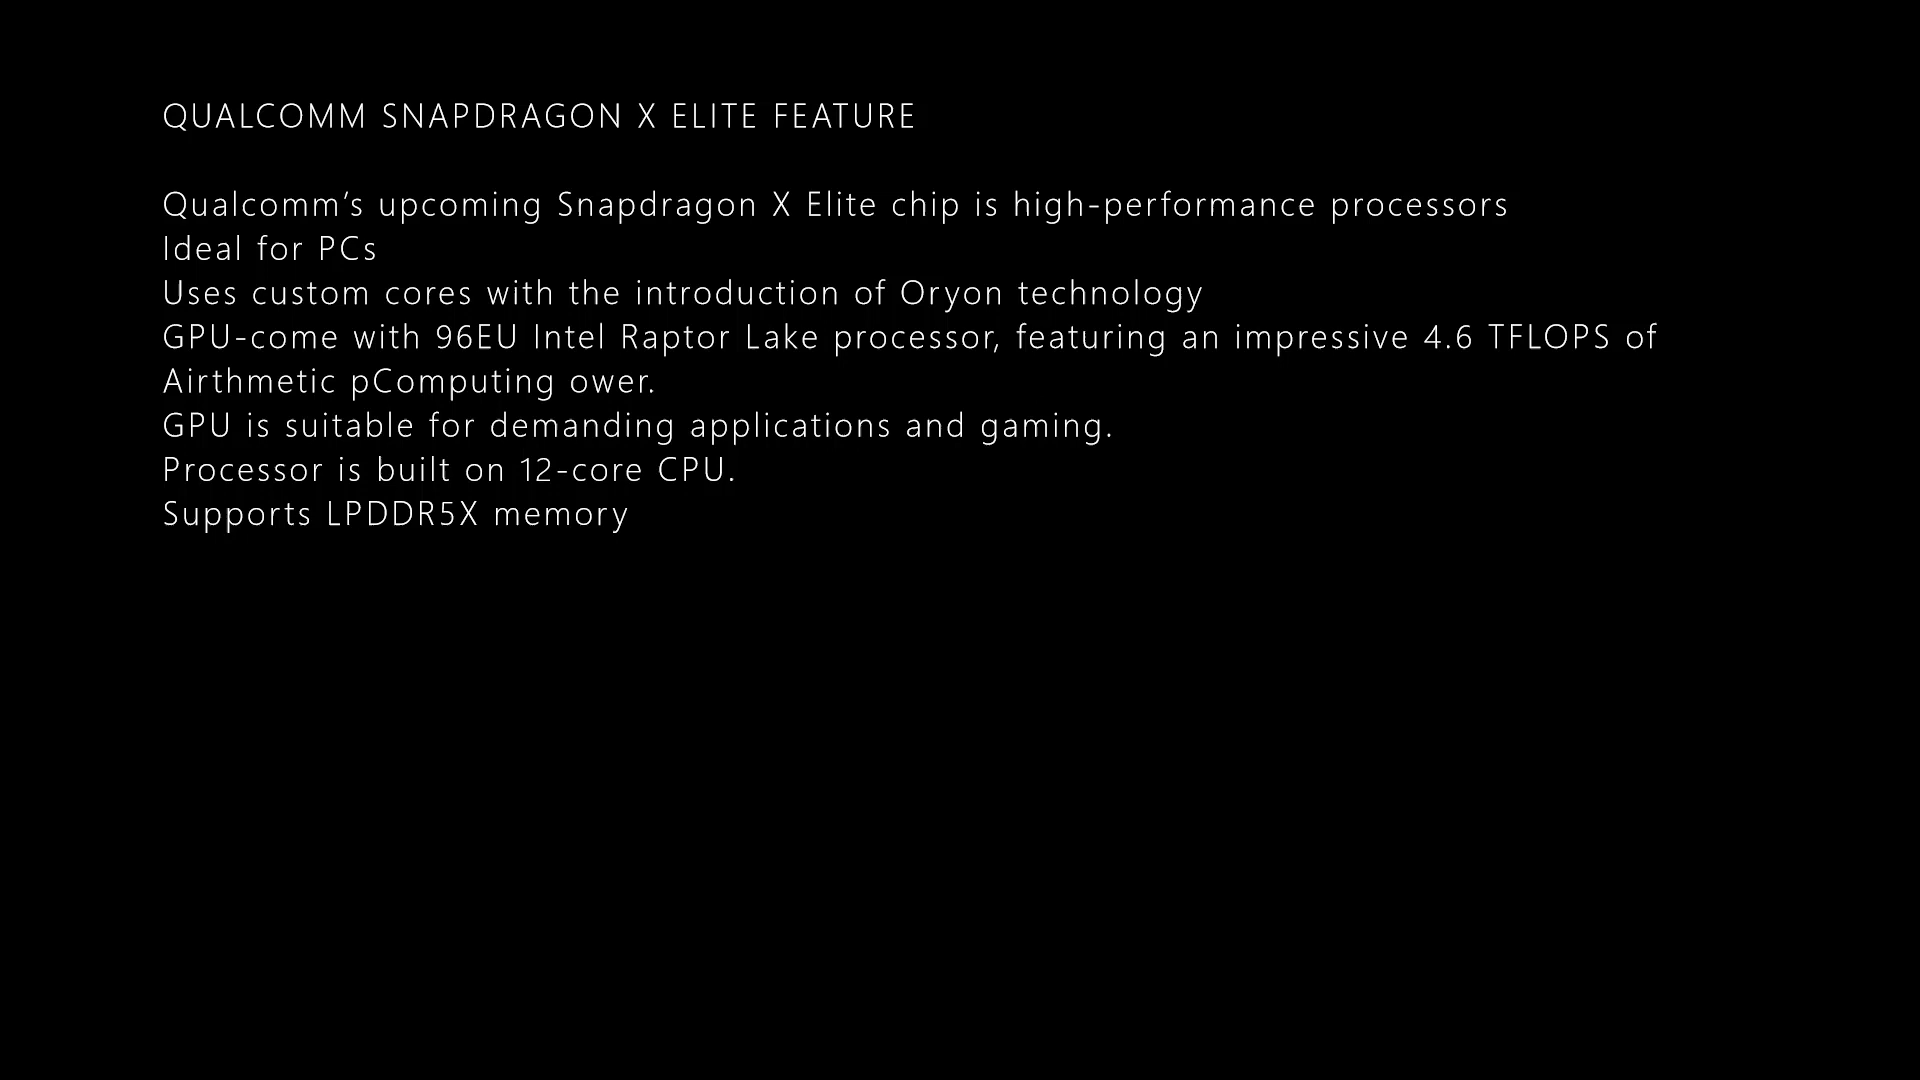 QUALCOMM SNAPDRAGON X ELITE FEATURE
Qualcomm’s upcoming Snapdragon X Elite chip is high-performance processors
Ideal for PCs
Uses custom cores with the introduction of Oryon technology
GPU-come with 96EU Intel Raptor Lake processor, featuring an impressive 4.6 TFLOPS of
Airthmetic pComputing ower.
GPU is suitable for demanding applications and gaming.
Processor is built on 12-core CPU.
Supports LPDDR5X memory